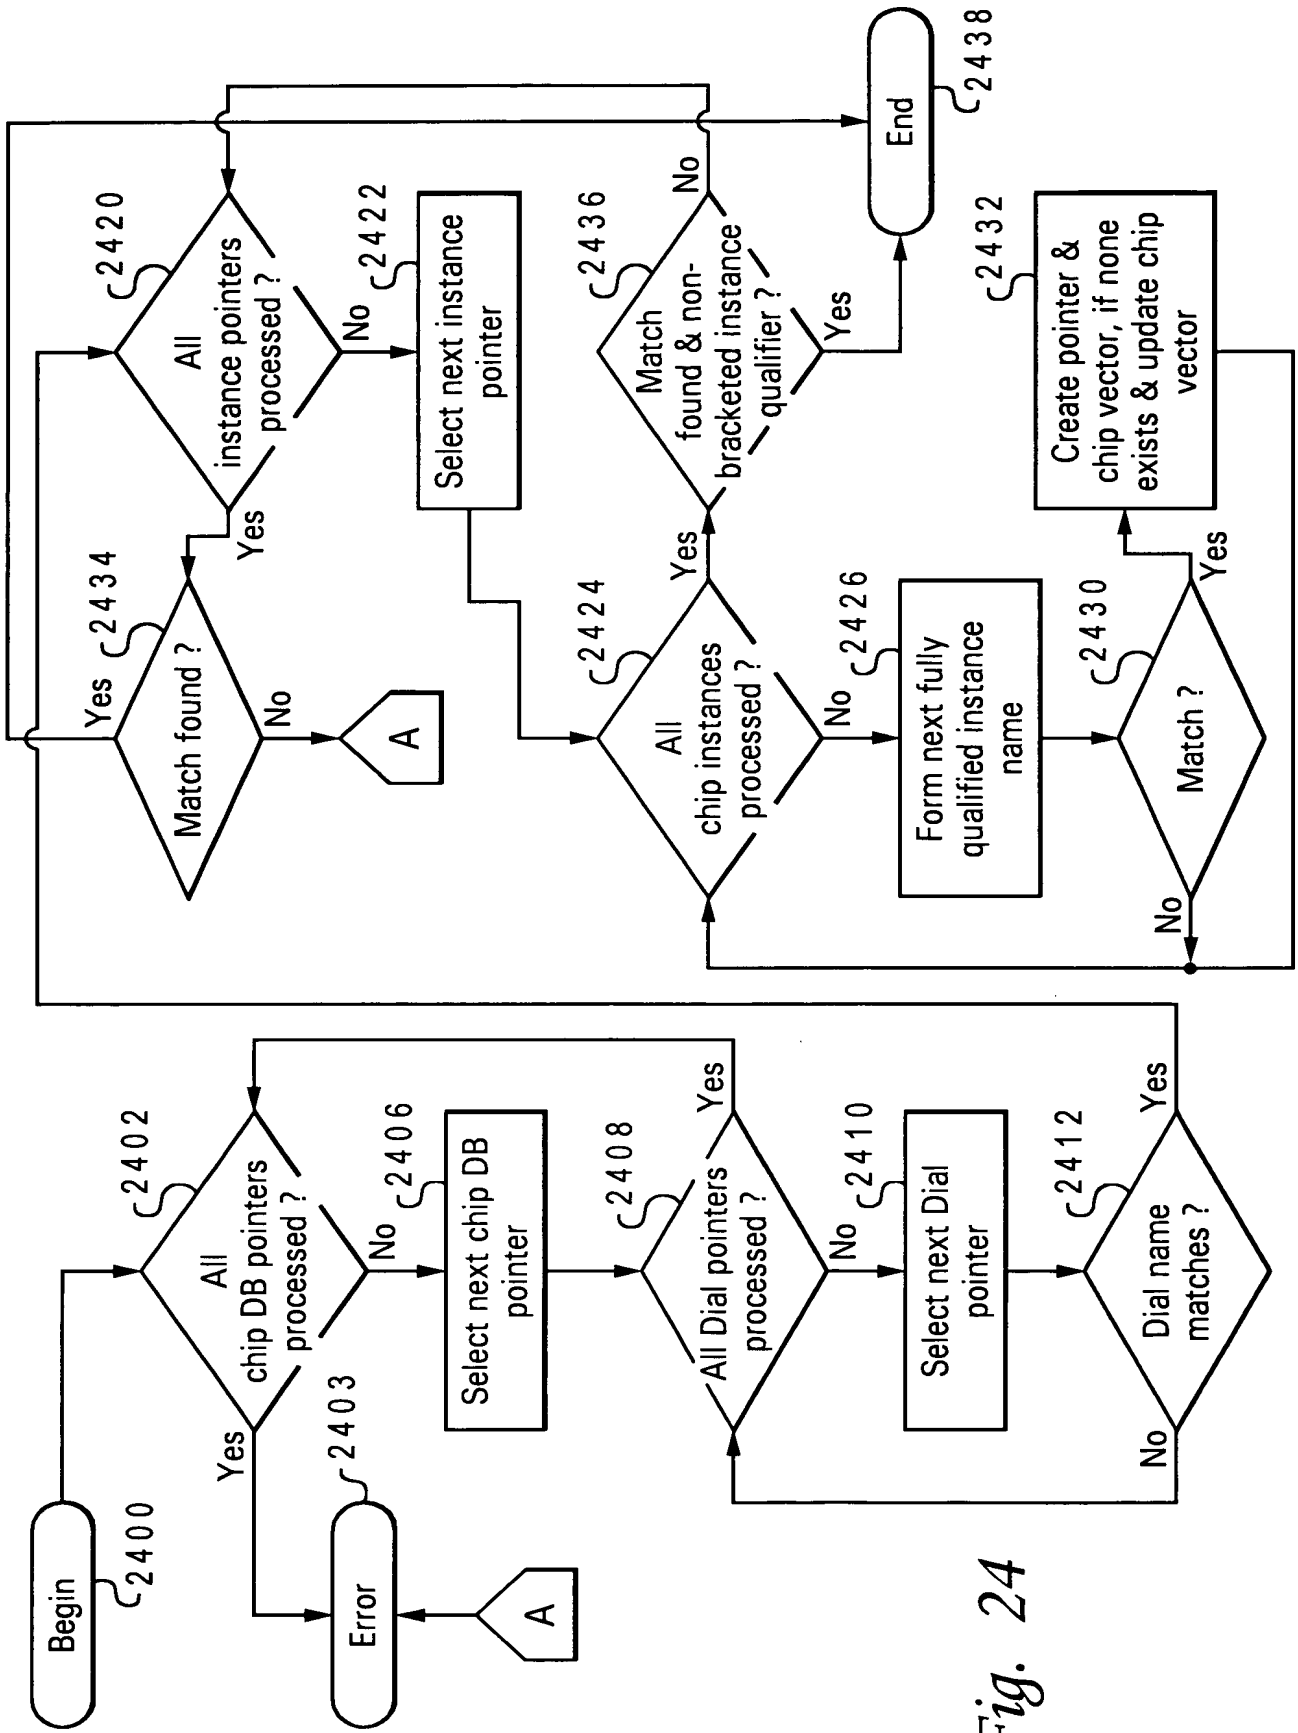 Begin
2400
All
chip DB pointers
processed ?
2402
Yes
No
Error
2403
A
Select next chip DB
pointer
2406
All Dial pointers
processed ?
2408
Yes
No
Select next Dial
pointer
2410
Dial name
matches ?
2412
No
Yes
Match found ?
2434
Yes
No
A
All
instance pointers
processed ?
2420
Yes
No
Select next instance
pointer
2422
All
chip instances
processed ?
2424
Yes
No
Form next fully
qualified instance
name
2426
Match ?
2430
No
Yes
Create pointer &
chip vector, if none
exists & update chip
vector
2432
Match
found & non-
bracketed instance
qualifier ?
2436
No
Yes
End
2438
Fig. 24